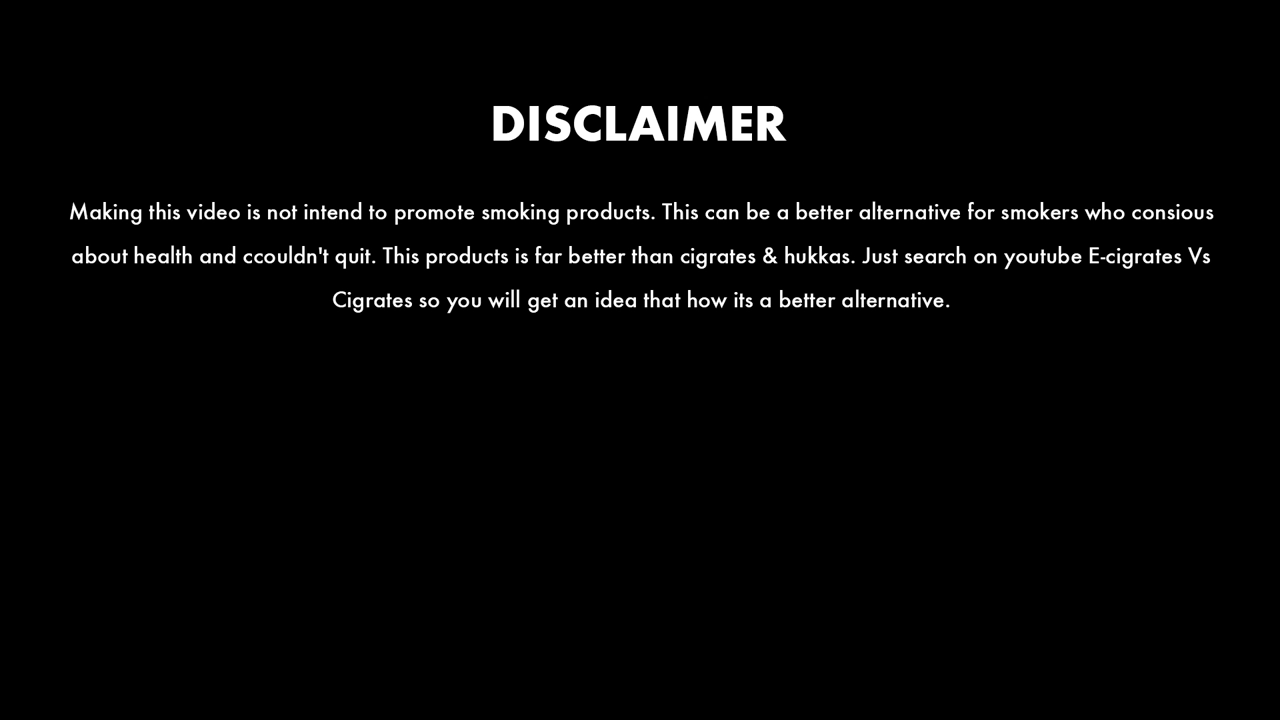 DISCLAIMER
Making this video is not intend to promote smoking products. This can be a better alternative for smokers who consious
about health and ccouldn't quit. This products is far better than cigrates & hukkas. Just search on youtube E-cigrates Vs
Cigrates so you will get an idea that how its a better alternative.